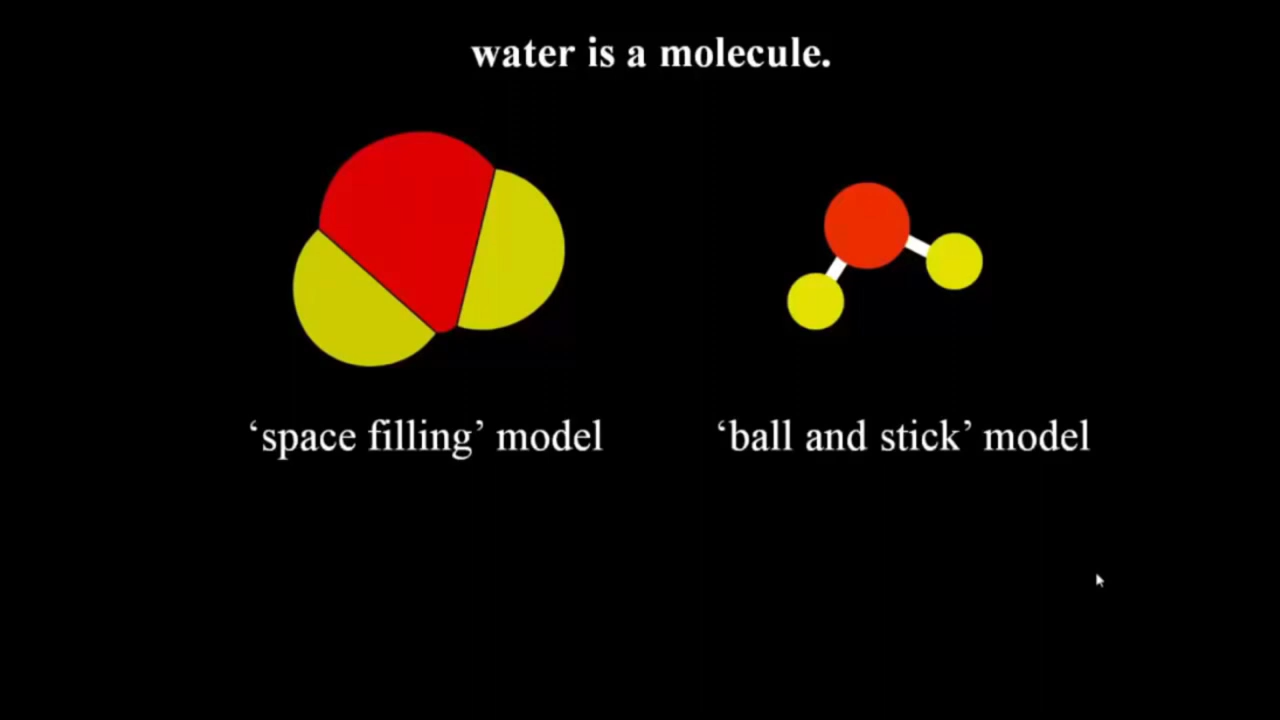 water is a molecule.
‘space filling’ model
‘ball and stick’ model